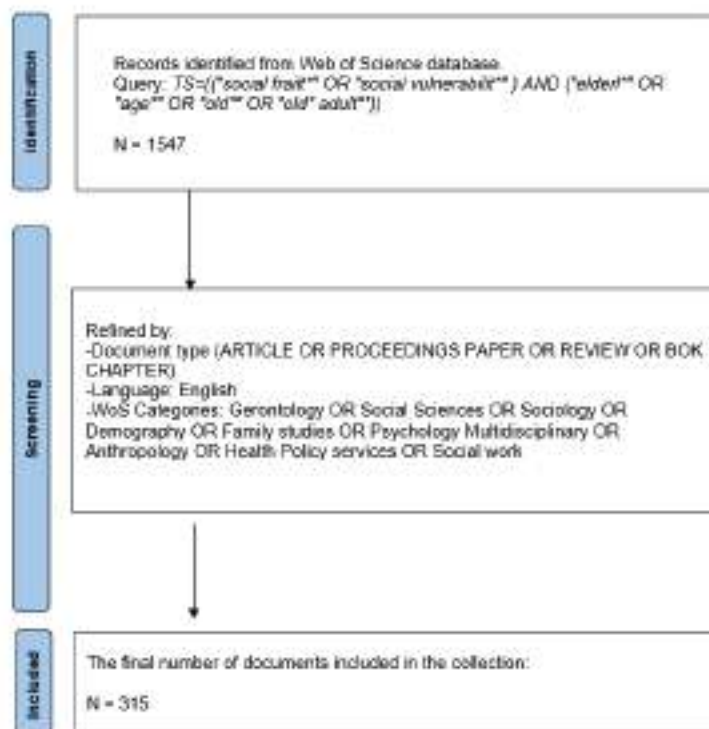 Identification
Records identified from Web of Science database.
Query: TS=(("social frailt*" OR "social vulnerabilit*") AND ("elderl*" OR
"age*" OR "old*" OR "old* adult*"))
N = 1547
Screening
Refined by:
-Document type (ARTICLE OR PROCEEDINGS PAPER OR REVIEW OR BOK
CHAPTER)
-Language: English
-WoS Categories: Gerontology OR Social Sciences OR Sociology OR
Demography OR Family studies OR Psychology Multidisciplinary OR
Anthropology OR Health Policy services OR Social work
Included
The final number of documents included in the collection:
N = 315